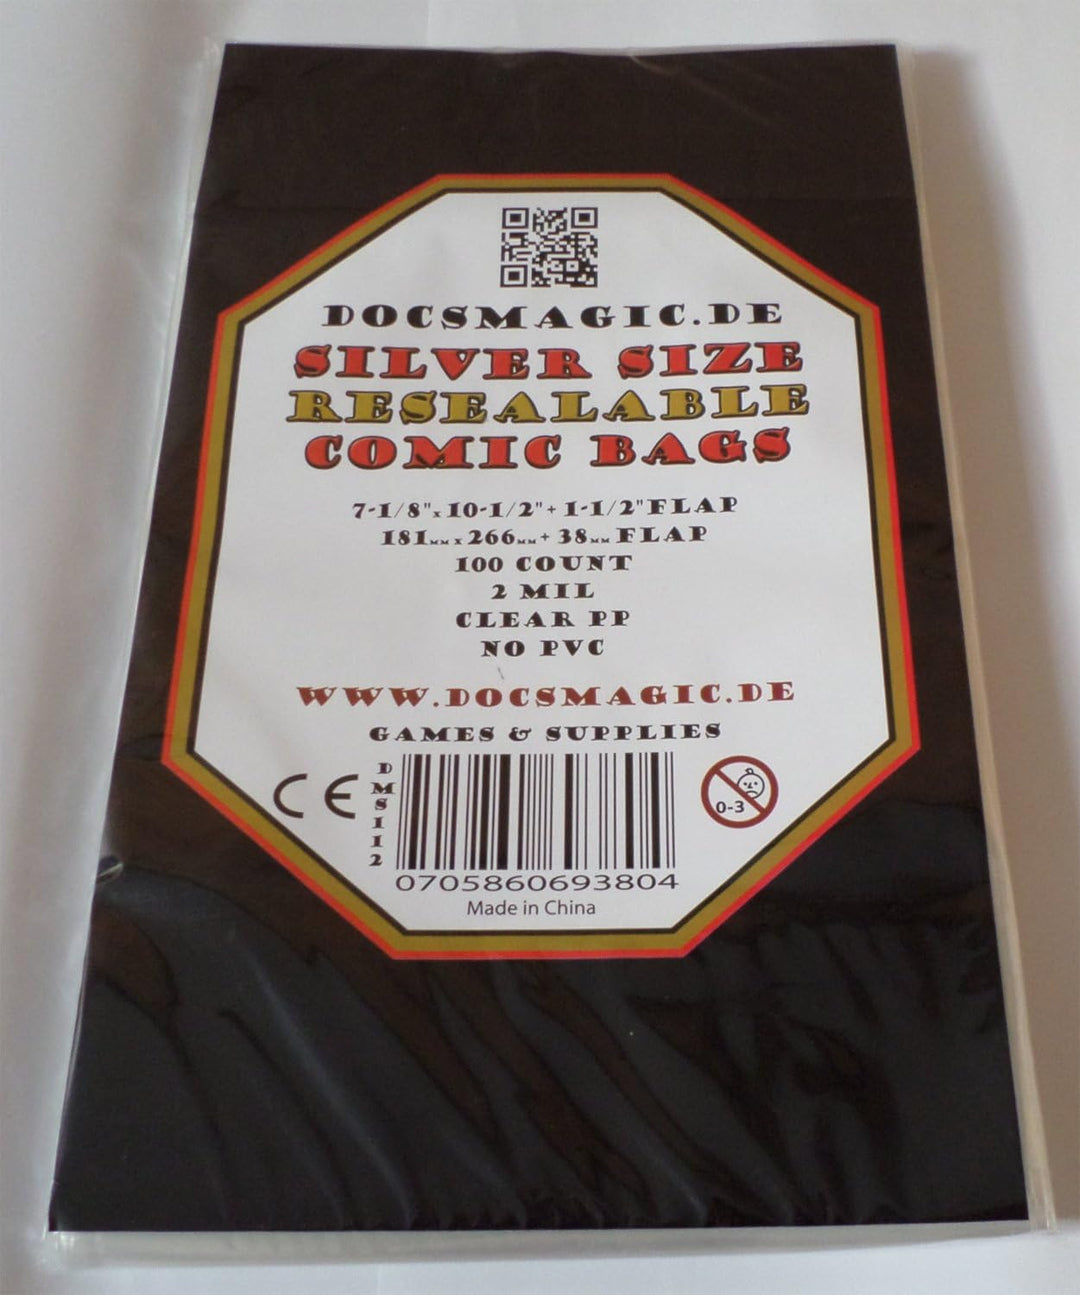 DOCSMAGIC.DE
SILVER SIZE
RESEALABLE
COMIC BAGS
7-1/8"x 10-1/2" + 1-1/2" FLAP
181MM x 266MM + 38MM FLAP
100 COUNT
2 MIL
CLEAR PP
NO PVC
WWW.DOCSMAGIC.DE
GAMES & SUPPLIES
CE
DMS112
0-3
0705860693804
Made in China